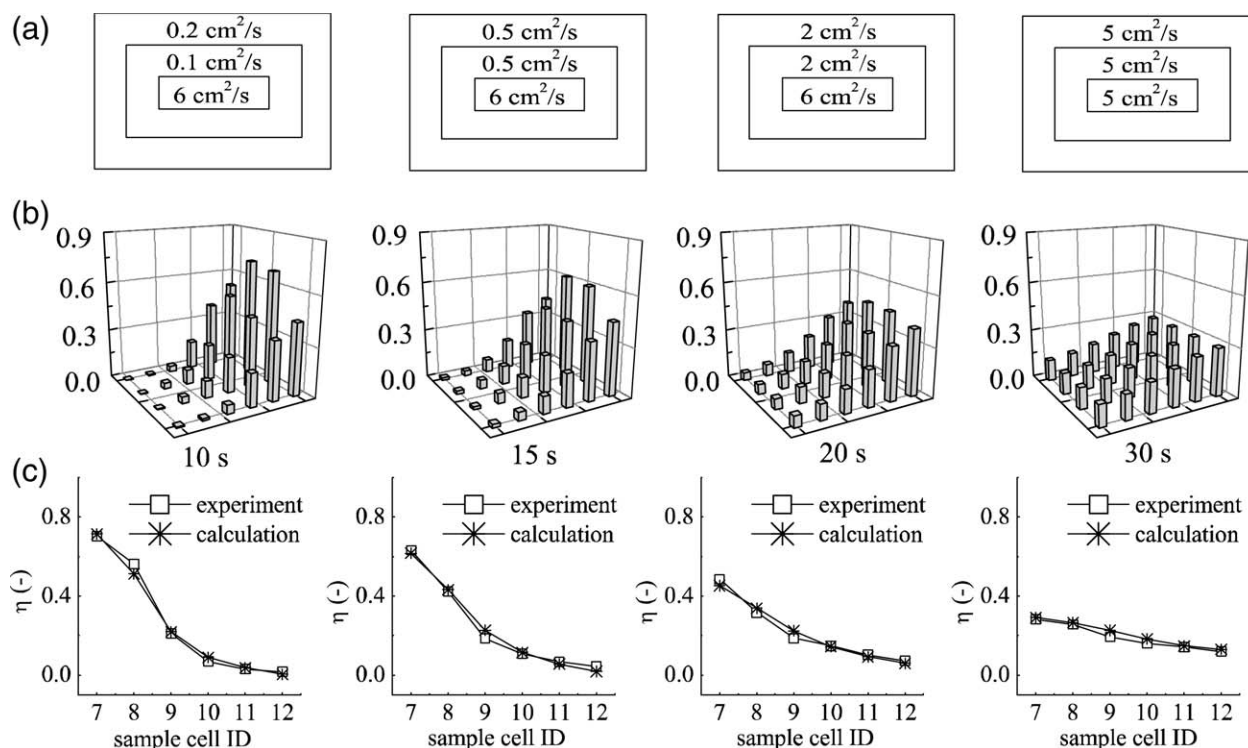 (a)
0.2 cm²/s
0.1 cm²/s
6 cm²/s
0.5 cm²/s
0.5 cm²/s
6 cm²/s
2 cm²/s
2 cm²/s
6 cm²/s
5 cm²/s
5 cm²/s
5 cm²/s
(b)
0.9
0.6
0.3
0.0
10 s
0.9
0.6
0.3
0.0
15 s
0.9
0.6
0.3
0.0
20 s
0.9
0.6
0.3
0.0
30 s
(c)
experiment
calculation
0.8
0.4
0.0
η (-)
7 8 9 10 11 12
sample cell ID
experiment
calculation
0.8
0.4
0.0
η (-)
7 8 9 10 11 12
sample cell ID
experiment
calculation
0.8
0.4
0.0
η (-)
7 8 9 10 11 12
sample cell ID
experiment
calculation
0.8
0.4
0.0
η (-)
7 8 9 10 11 12
sample cell ID